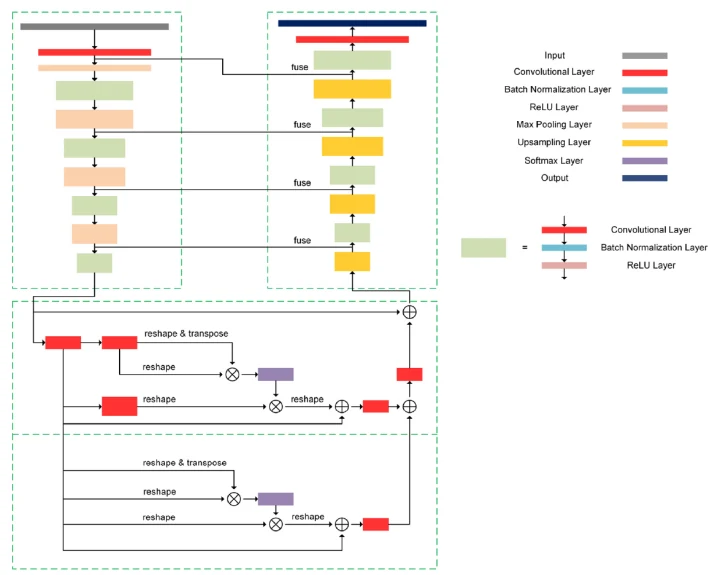 fuse
fuse
fuse
fuse
Input
Convolutional Layer
Batch Normalization Layer
ReLU Layer
Max Pooling Layer
Upsampling Layer
Softmax Layer
Output
=
Convolutional Layer
Batch Normalization Layer
ReLU Layer
reshape & transpose
reshape
reshape
reshape
reshape & transpose
reshape
reshape
reshape